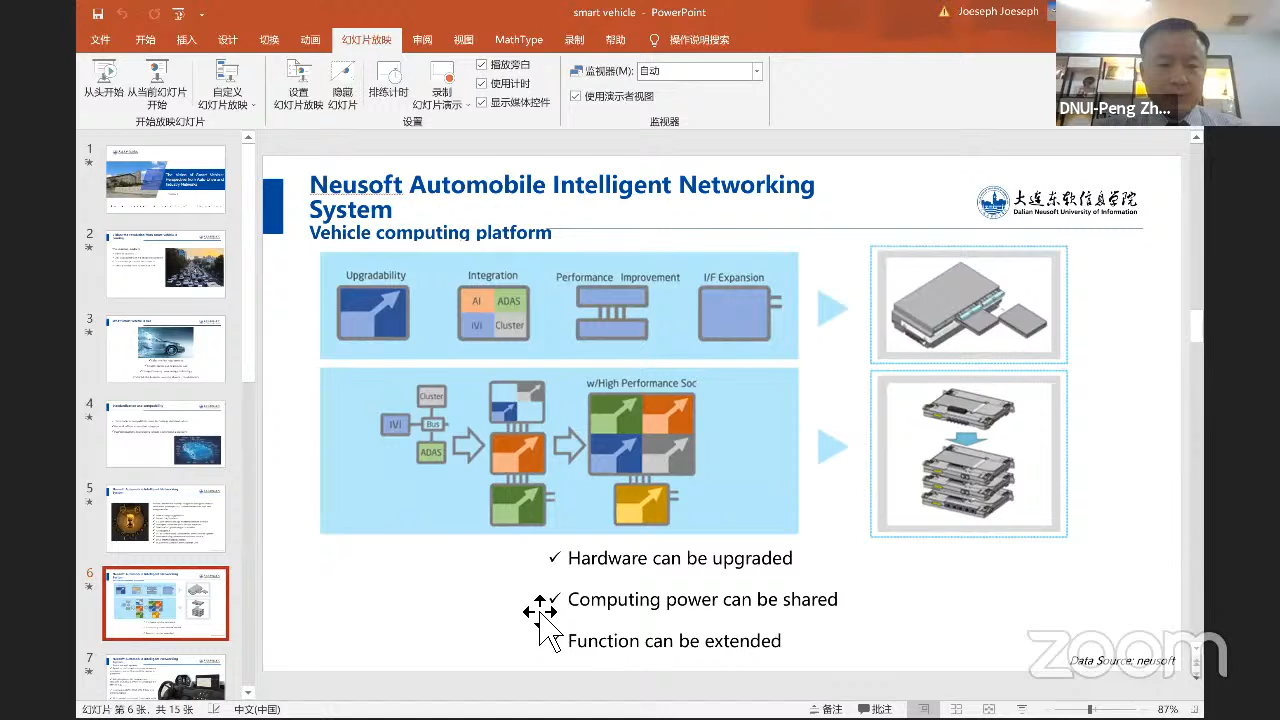 smart vehicle - PowerPoint
Joeseph Joeseph
文件 开始 插入 设计 切换 动画 幻灯片放映 审阅 视图 MathType 录制 帮助 操作说明搜索
从头开始 从当前幻灯片开始
自定义幻灯片放映
设置幻灯片放映
隐藏幻灯片
排练计时
录制幻灯片演示
播放旁白
使用计时
显示媒体控件
监视器(M): 自动
使用演示者视图
开始放映幻灯片 设置 监视器
DNUI-Peng Zh...
1
2
3
4
5
6
7
Neusoft Automobile Intelligent Networking
System
Vehicle computing platform
大连东软信息学院
Dalian Neusoft University of Information
Upgradability Integration Performance Improvement I/F Expansion
AI ADAS
IVI Cluster
w/High Performance Soc
Cluster
IVI Bus
ADAS
✓ Hardware can be upgraded
✓ Computing power can be shared
Function can be extended
Data Source: neusoft
zoom
幻灯片 第 6 张，共 15 张 中文(中国) 备注 批注 87%